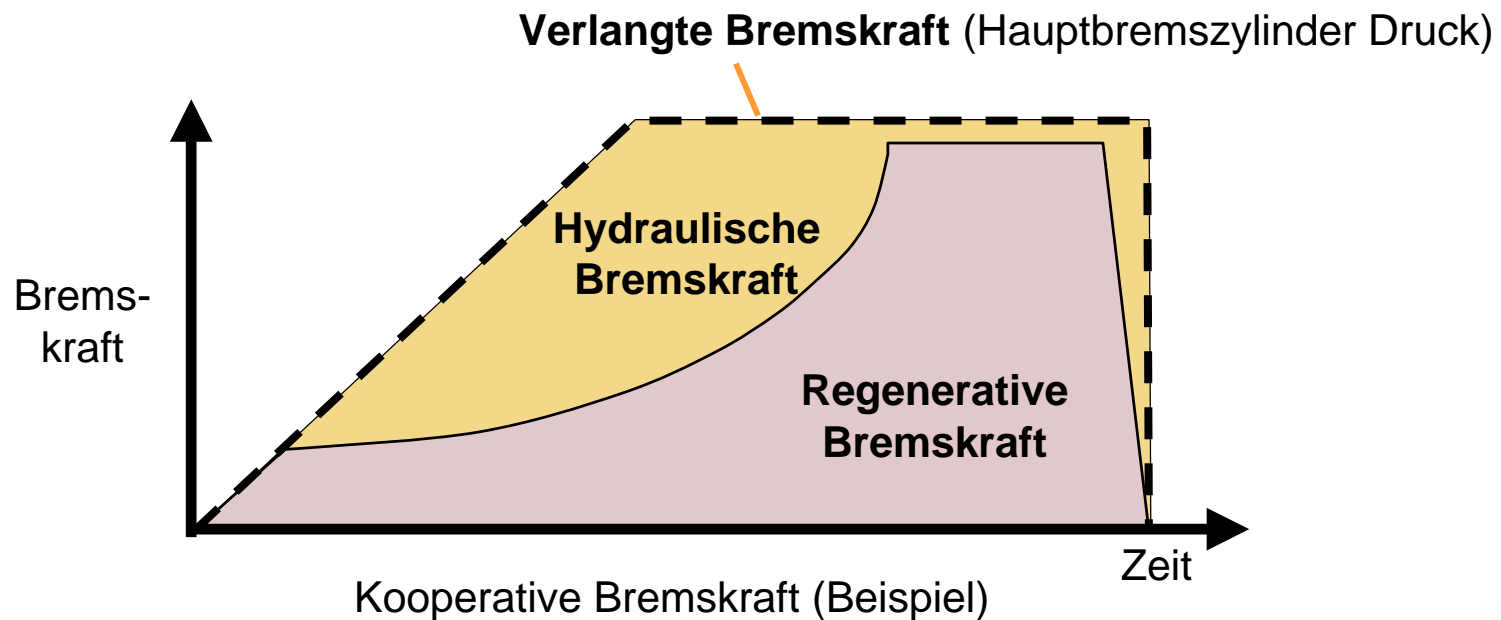 Verlangte Bremskraft (Hauptbremszylinder Druck)
Hydraulische
Bremskraft
Brems-
kraft
Regenerative
Bremskraft
Zeit
Kooperative Bremskraft (Beispiel)